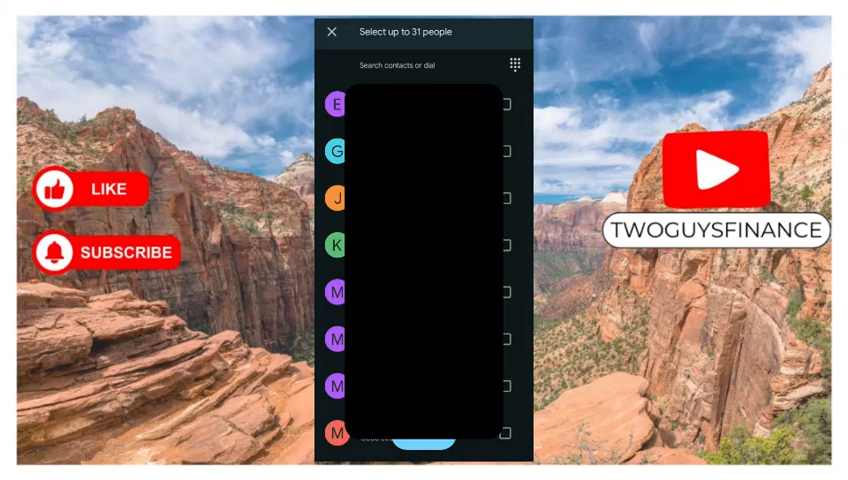 Select up to 31 people
Search contacts or dial
E
G
J
K
M
M
M
M
LIKE
SUBSCRIBE
TWOGUYSFINANCE